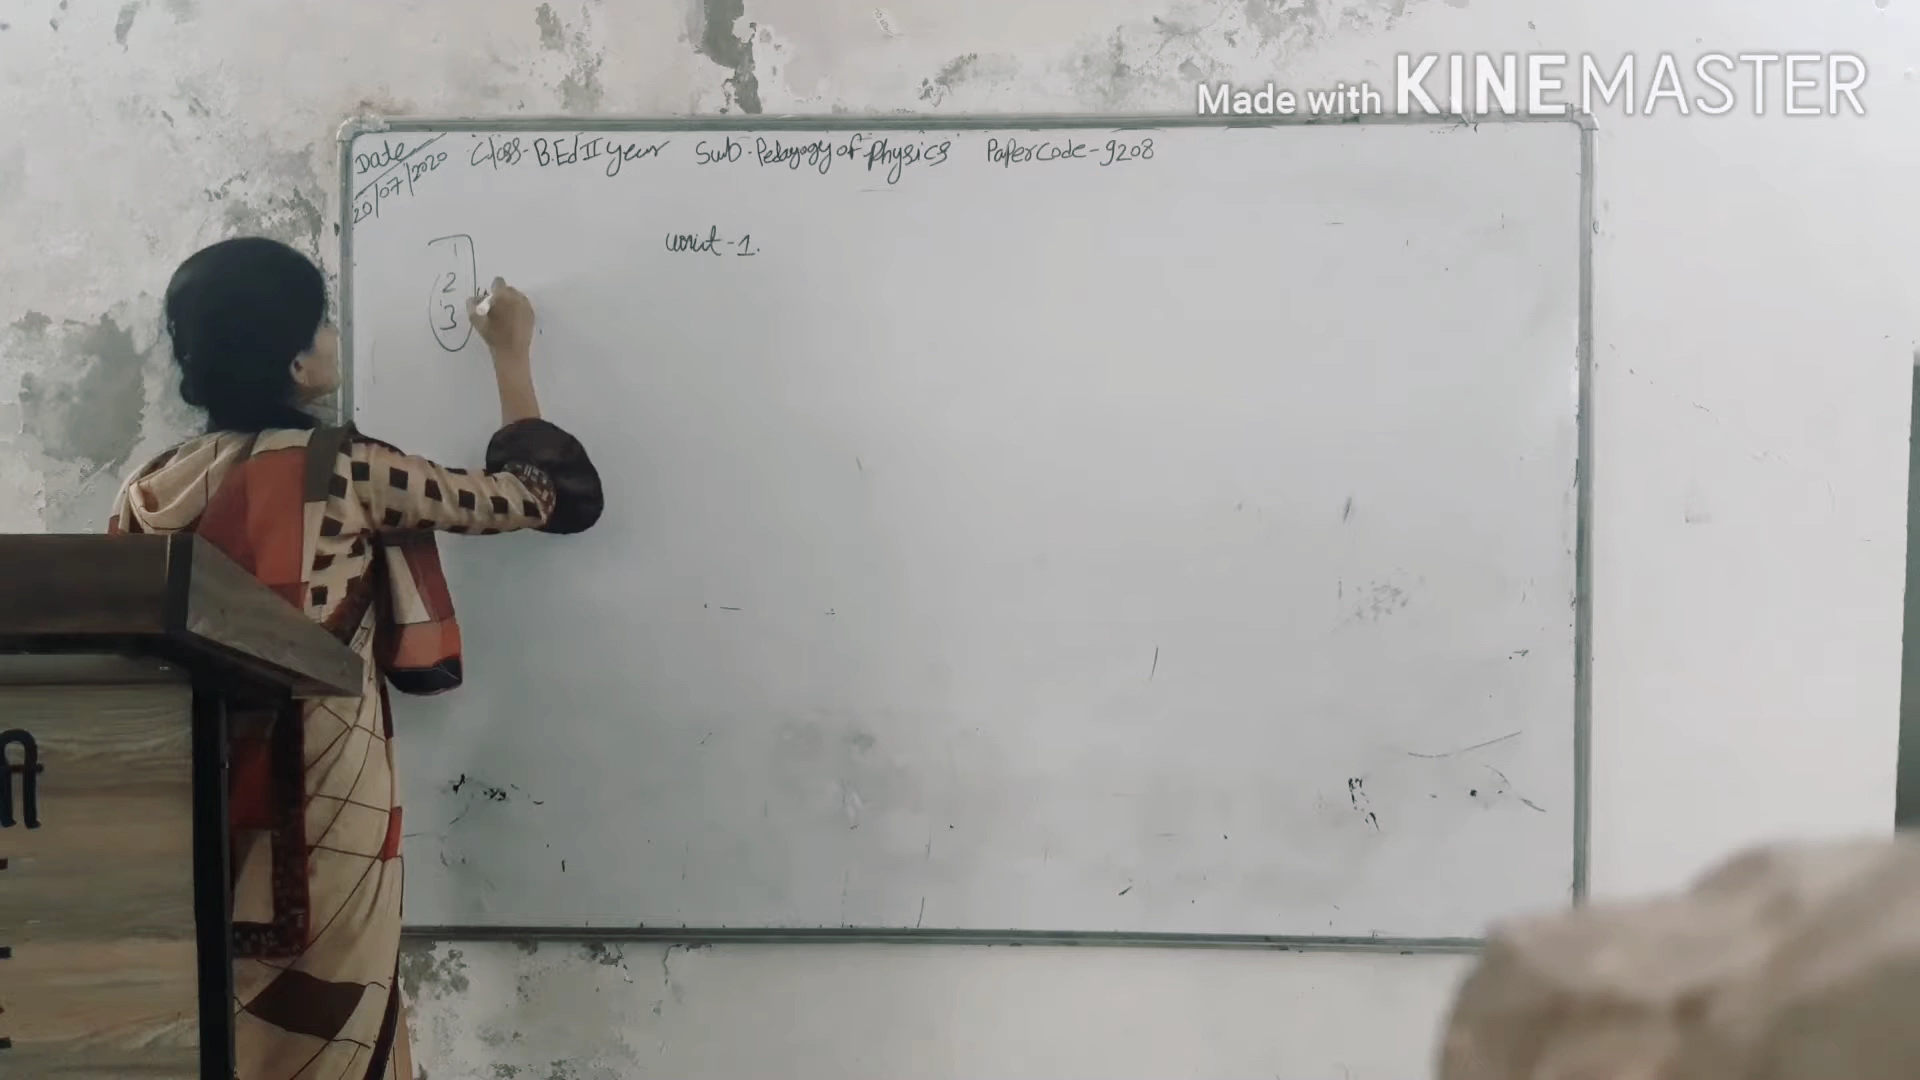 Made with KINEMASTER
Date 20/07/2020
Class-B.Ed II year Sub-Pedagogy of Physics Paper Code-9208
Unit-1.
1
2
3